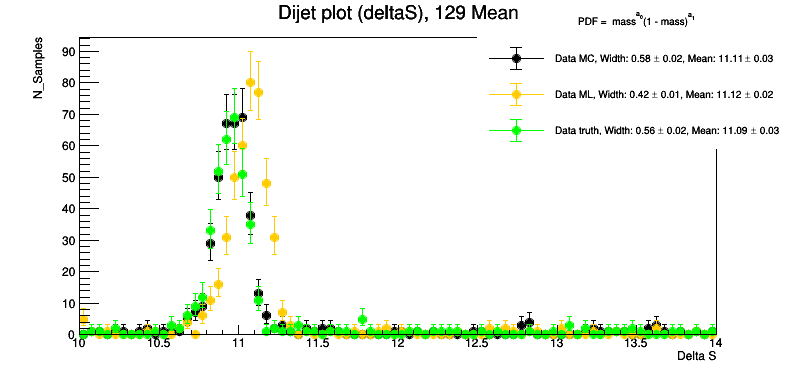 Dijet plot (deltaS), 129 Mean
PDF = mass^a₀(1 - mass)^a₁
N_Samples
Data MC, Width: 0.58 ± 0.02, Mean: 11.11 ± 0.03
Data ML, Width: 0.42 ± 0.01, Mean: 11.12 ± 0.02
Data truth, Width: 0.56 ± 0.02, Mean: 11.09 ± 0.03
90
80
70
60
50
40
30
20
10
0
10 10.5 11 11.5 12 12.5 13 13.5 14
Delta S